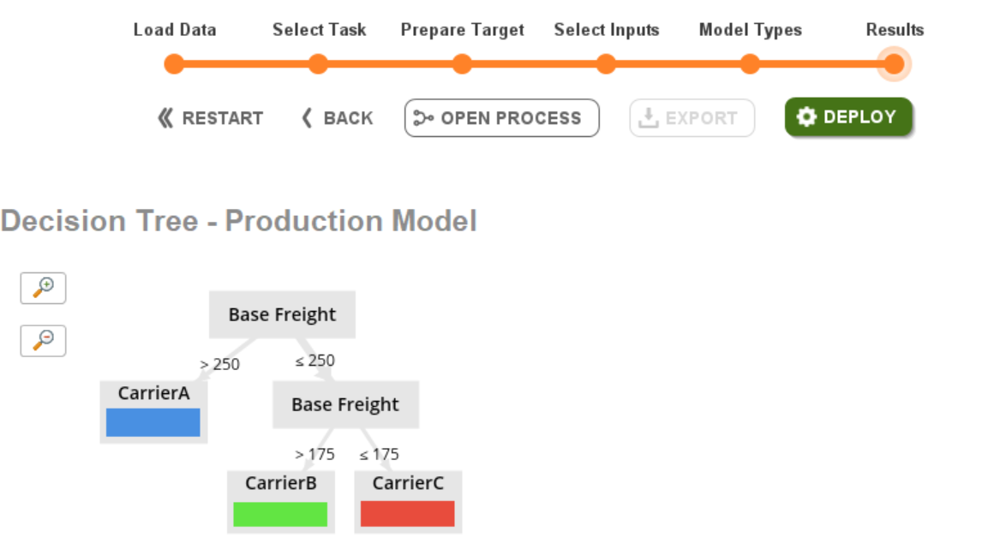 Load Data Select Task Prepare Target Select Inputs Model Types Results
RESTART BACK OPEN PROCESS EXPORT DEPLOY
Decision Tree - Production Model
Base Freight
> 250 ≤ 250
CarrierA
Base Freight
> 175 ≤ 175
CarrierB CarrierC